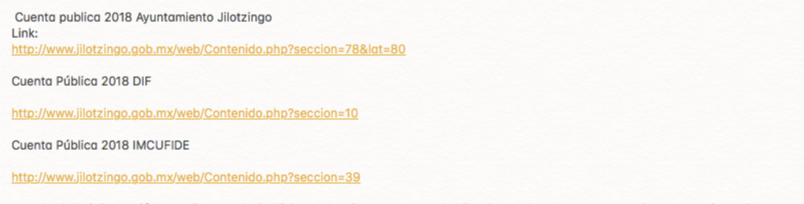 Cuenta publica 2018 Ayuntamiento Jilotzingo
Link:
http://www.jilotzingo.gob.mx/web/Contenido.php?seccion=78&lat=80
Cuenta Pública 2018 DIF
http://www.jilotzingo.gob.mx/web/Contenido.php?seccion=10
Cuenta Pública 2018 IMCUFIDE
http://www.jilotzingo.gob.mx/web/Contenido.php?seccion=39